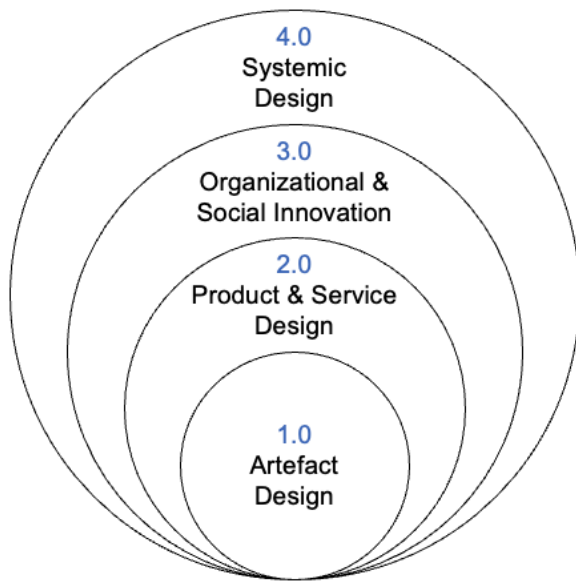 4.0
Systemic
Design
3.0
Organizational &
Social Innovation
2.0
Product & Service
Design
1.0
Artefact
Design